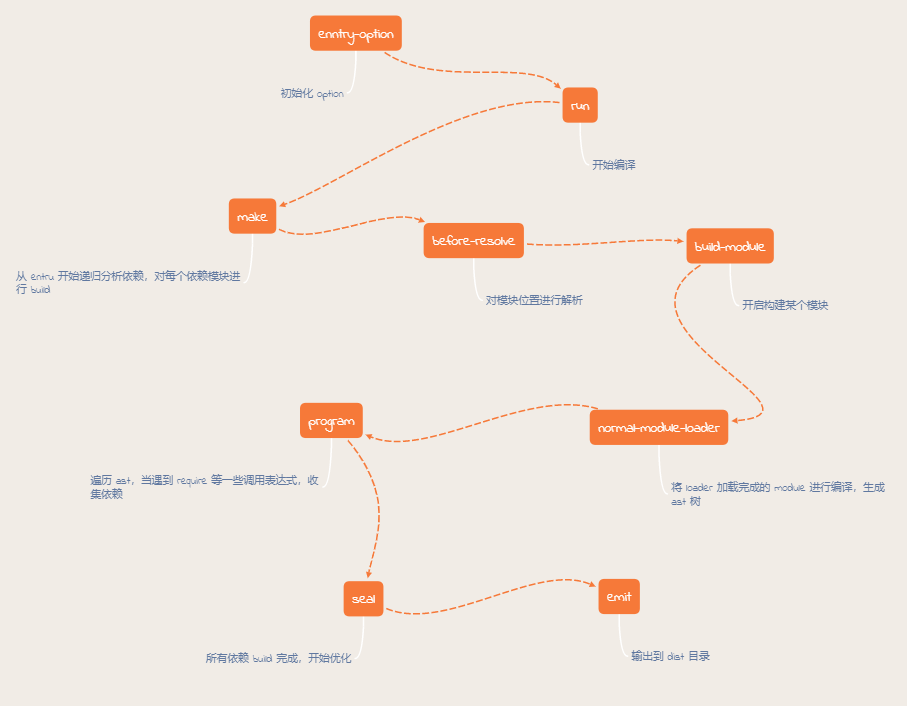 enntry-option
初始化 option
run
开始编译
make
从 entru 开始递归分析依赖，对每个依赖模块进
行 build
before-resolve
对模块位置进行解析
build-module
开启构建某个模块
normal-module-loader
将 loader 加载完成的 module 进行编译，生成
ast 树
program
遍历 ast，当遇到 require 等一些调用表达式，收
集依赖
seal
所有依赖 build 完成，开始优化
emit
输出到 dist 目录